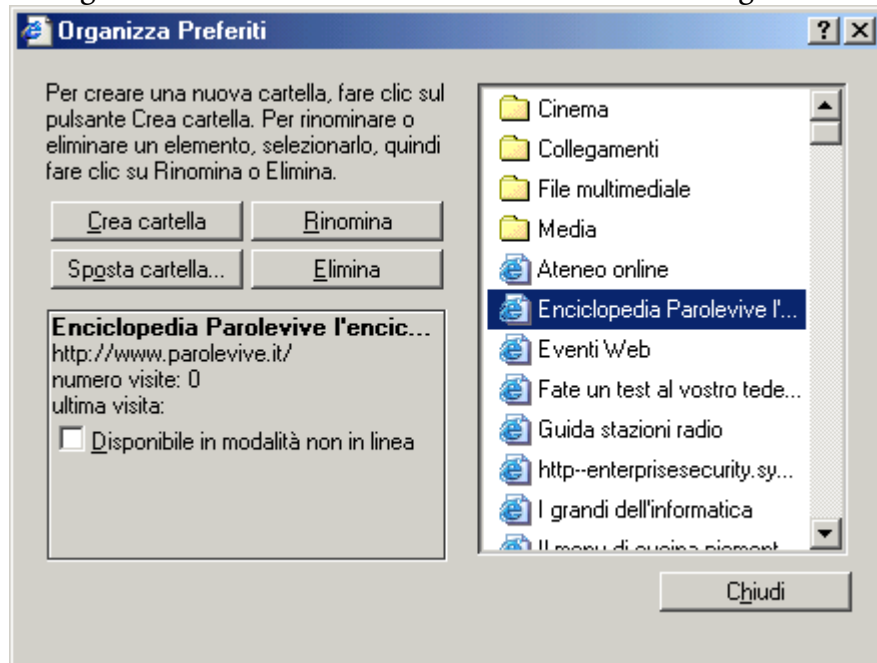 Organizza Preferiti
Per creare una nuova cartella, fare clic sul
pulsante Crea cartella. Per rinominare o
eliminare un elemento, selezionarlo, quindi
fare clic su Rinomina o Elimina.
Crea cartella
Rinomina
Sposta cartella...
Elimina
Enciclopedia Parolevive l'encic...
http://www.parolevive.it/
numero visite: 0
ultima visita:
Disponibile in modalità non in linea
Cinema
Collegamenti
File multimediale
Media
Ateneo online
Enciclopedia Parolevive l'...
Eventi Web
Fate un test al vostro tede...
Guida stazioni radio
http--enterprisesecurity.sy...
I grandi dell'informatica
Il menu di cucina
Chiudi